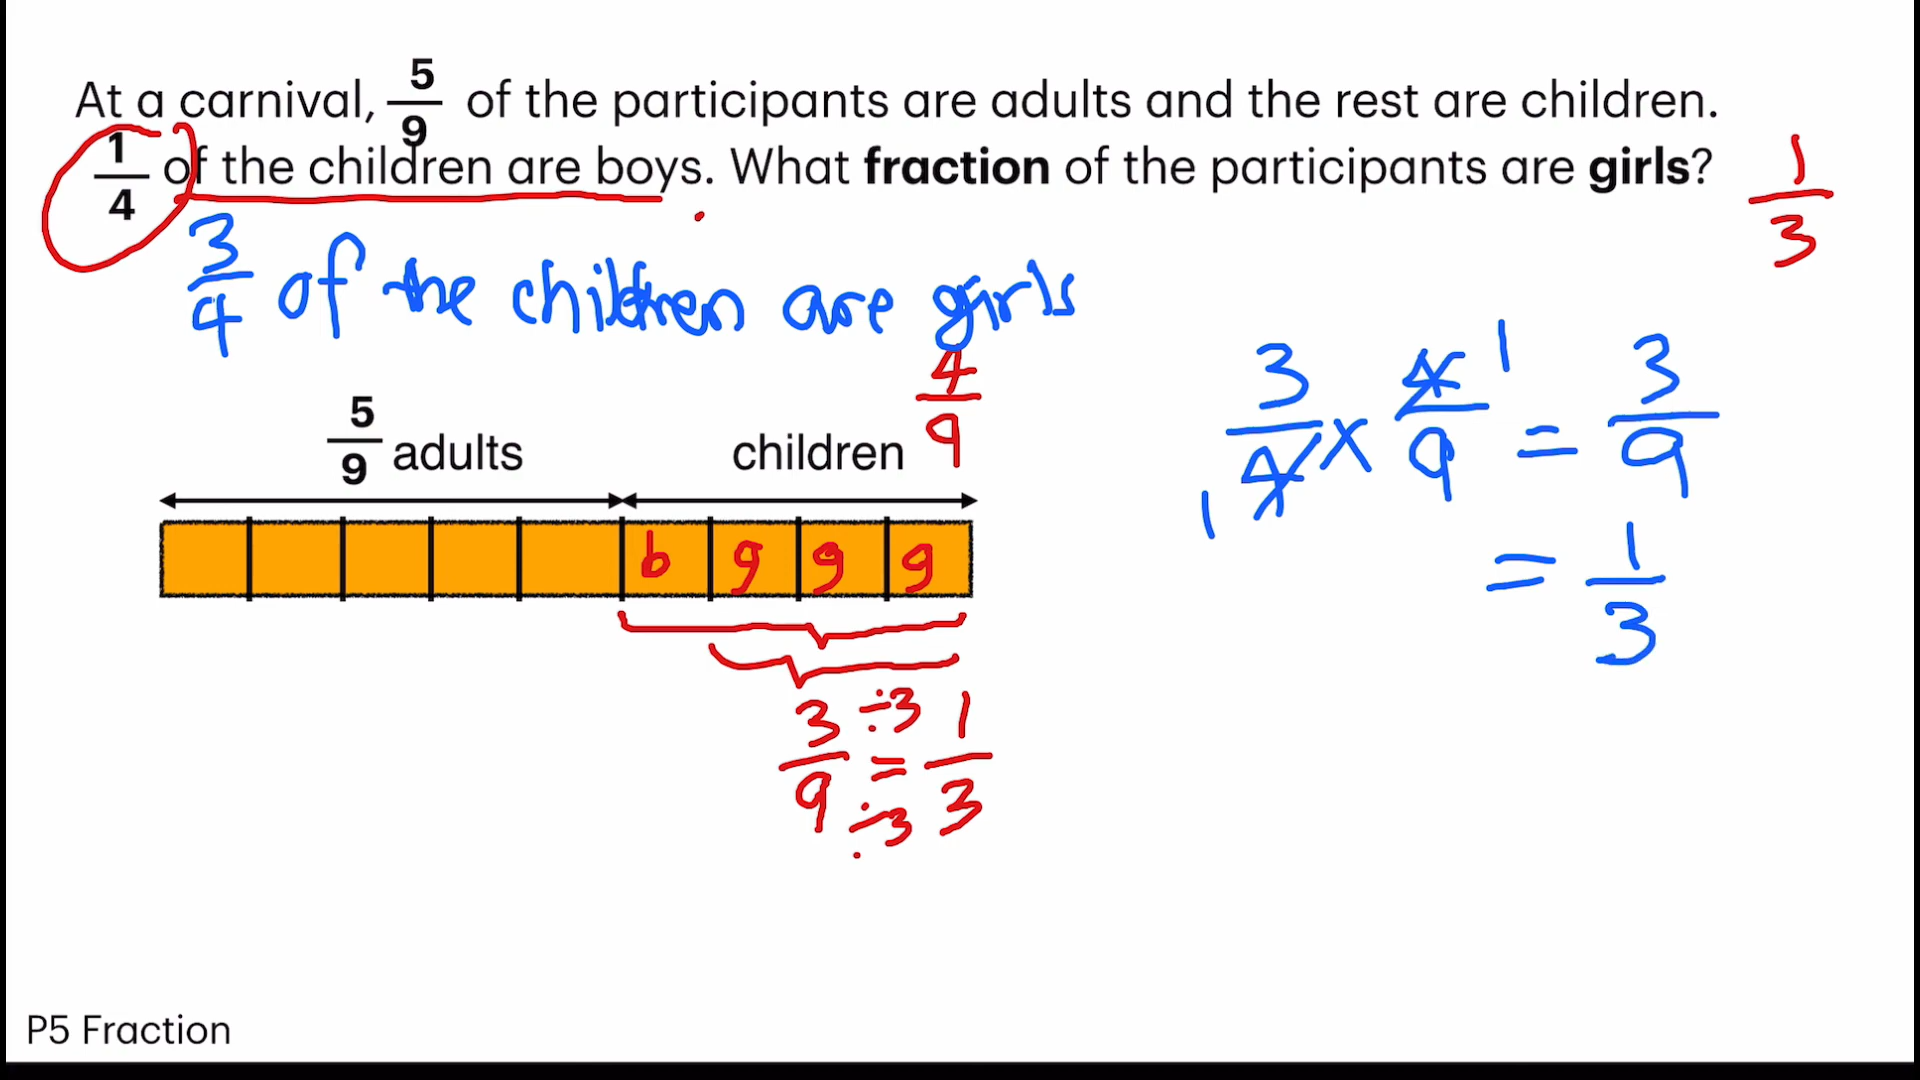 At a carnival, 5/9 of the participants are adults and the rest are children.
1/4 of the children are boys. What fraction of the participants are girls?
1/3
3/4 of the children are girls
4/9
5/9 adults
children
b g g g
3/9 = 1/3
÷3
÷3
3/4 x 4/9 = 3/9
1
1
= 1/3
P5 Fraction